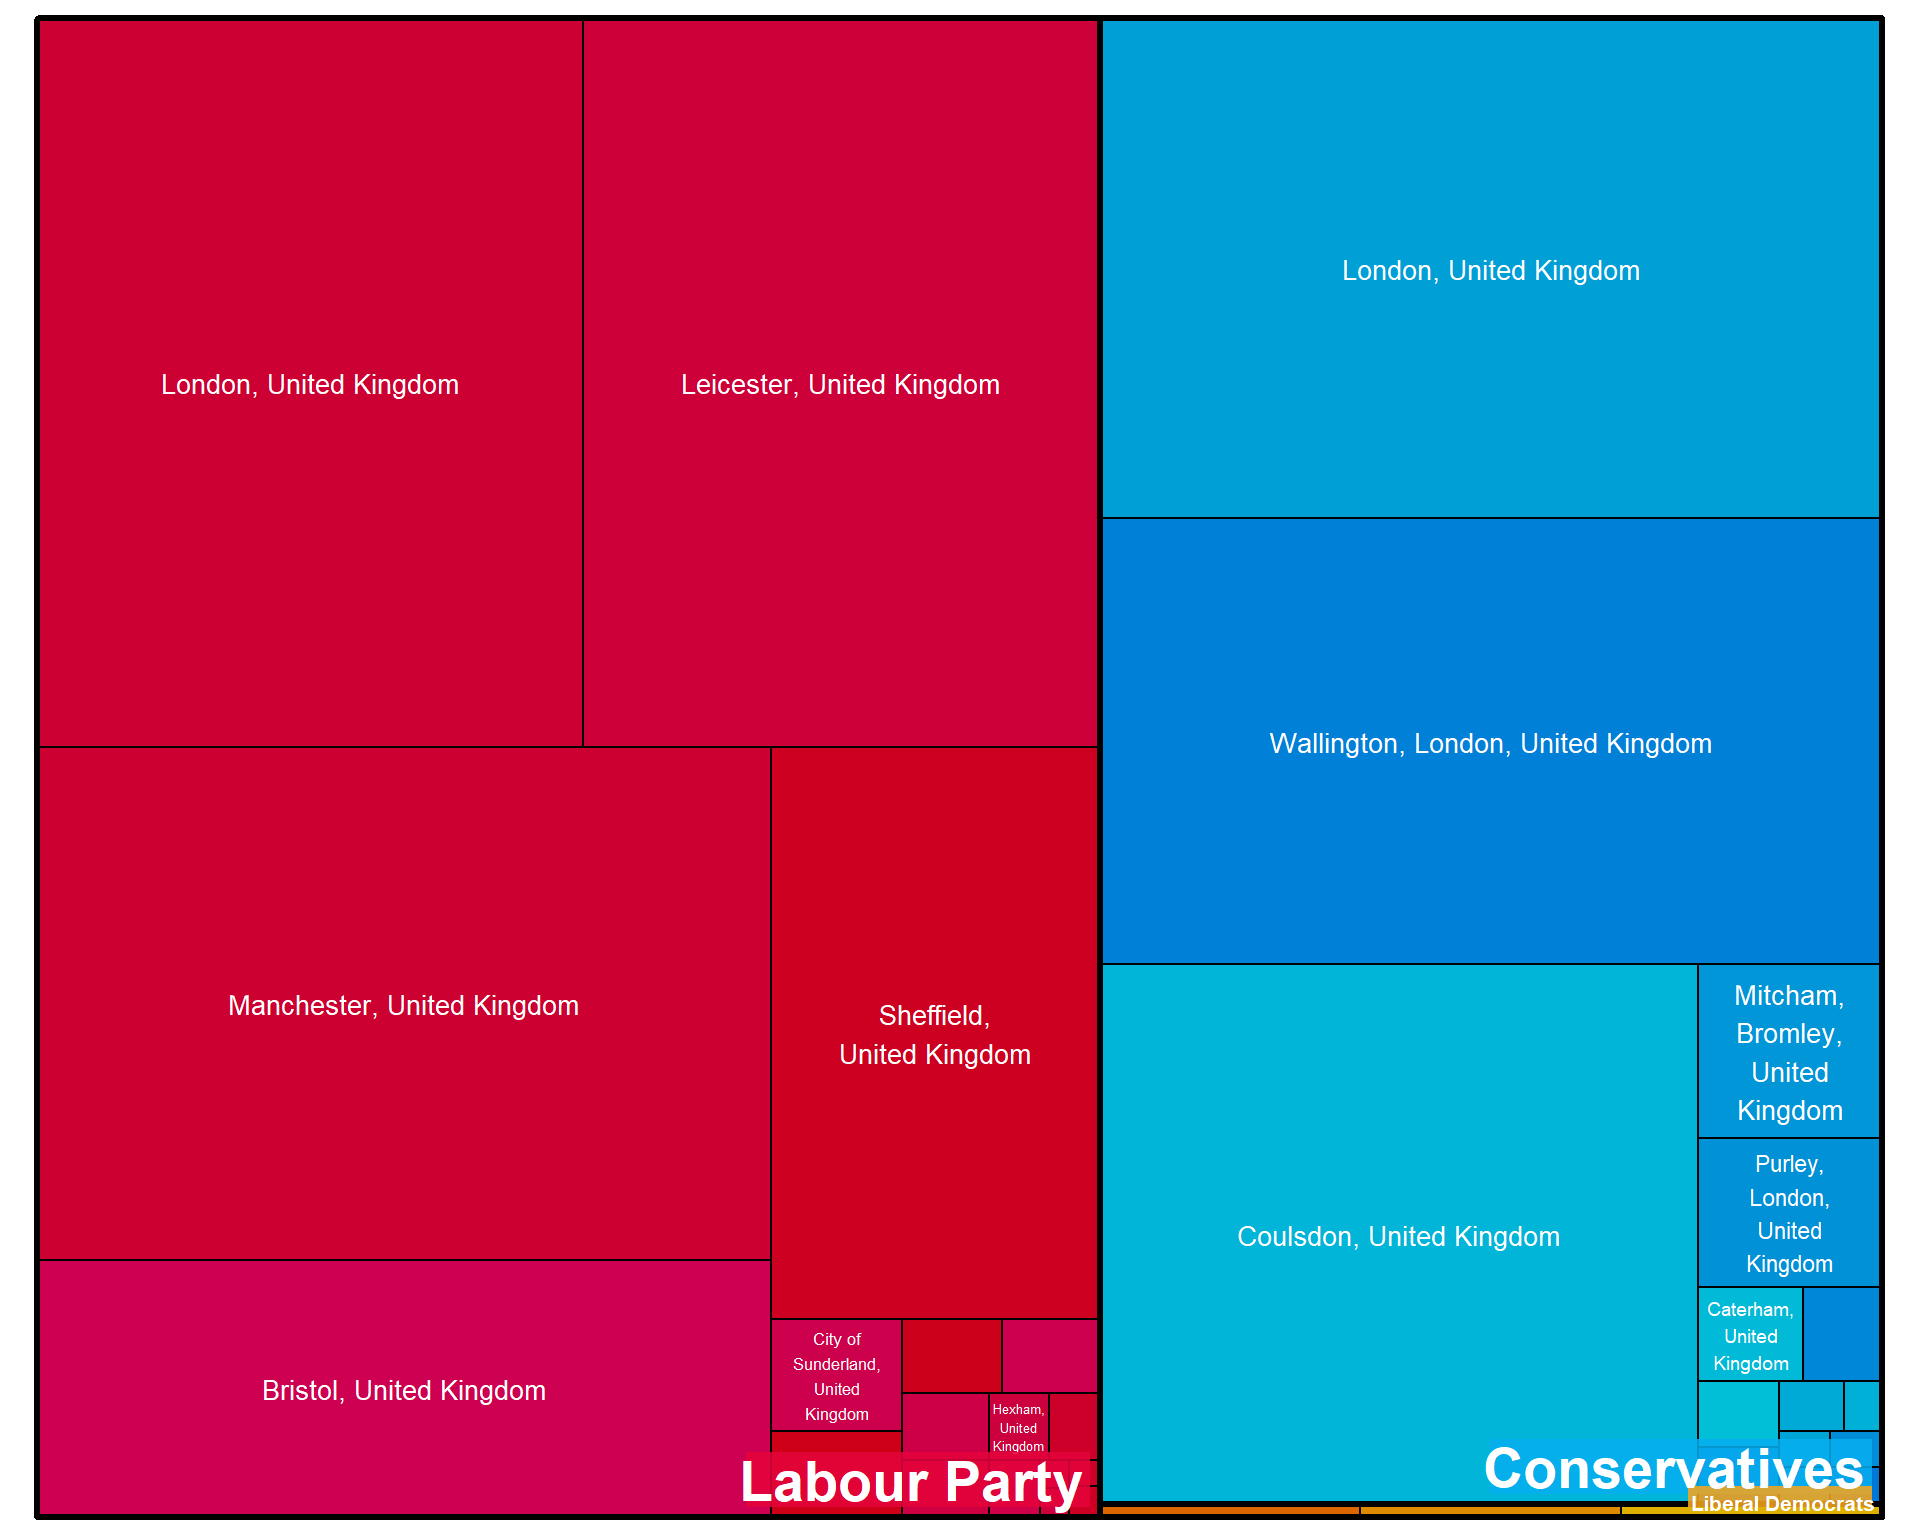 London, United Kingdom
Leicester, United Kingdom
Manchester, United Kingdom
Sheffield,
United Kingdom
Bristol, United Kingdom
City of
Sunderland,
United
Kingdom
Hexham,
United
Kingdom
Labour Party
London, United Kingdom
Wallington, London, United Kingdom
Coulsdon, United Kingdom
Mitcham,
Bromley,
United
Kingdom
Purley,
London,
United
Kingdom
Caterham,
United
Kingdom
Conservatives
Liberal Democrats